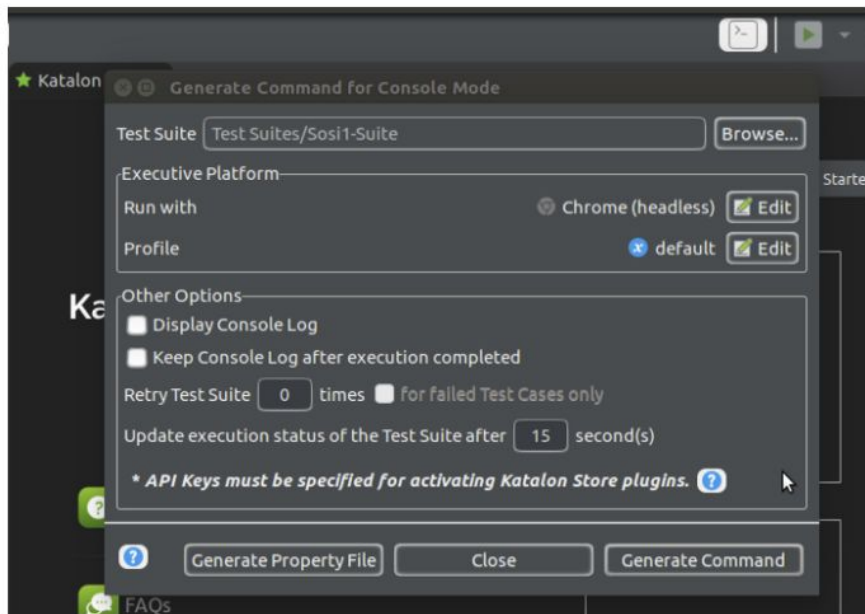 Katalon
Generate Command for Console Mode
Test Suite Test Suites/Sosi1-Suite Browse...
Executive Platform
Starte
Run with Chrome (headless) Edit
Profile default Edit
Ka
Other Options
Display Console Log
Keep Console Log after execution completed
Retry Test Suite 0 times for failed Test Cases only
Update execution status of the Test Suite after 15 second(s)
* API Keys must be specified for activating Katalon Store plugins.
Generate Property File Close Generate Command
FAQs